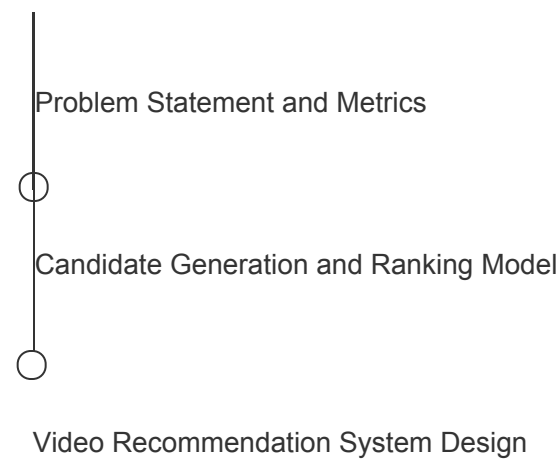 Problem Statement and Metrics
Candidate Generation and Ranking Model
Video Recommendation System Design